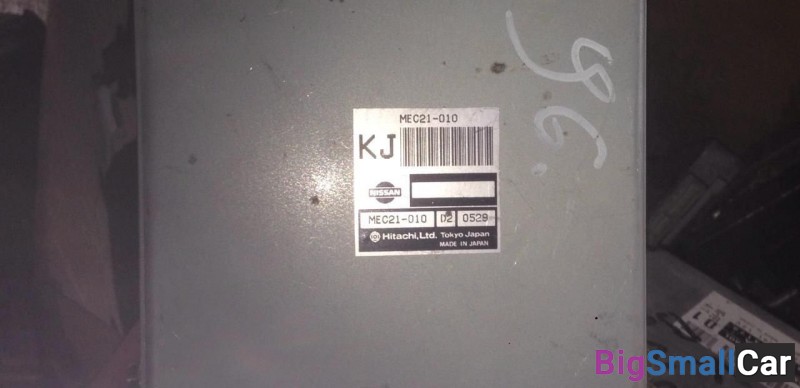 96.
MEC21-010
KJ
NISSAN
MEC21-010 D2 0529
Hitachi, Ltd. Tokyo Japan
MADE IN JAPAN
BigSmallCar